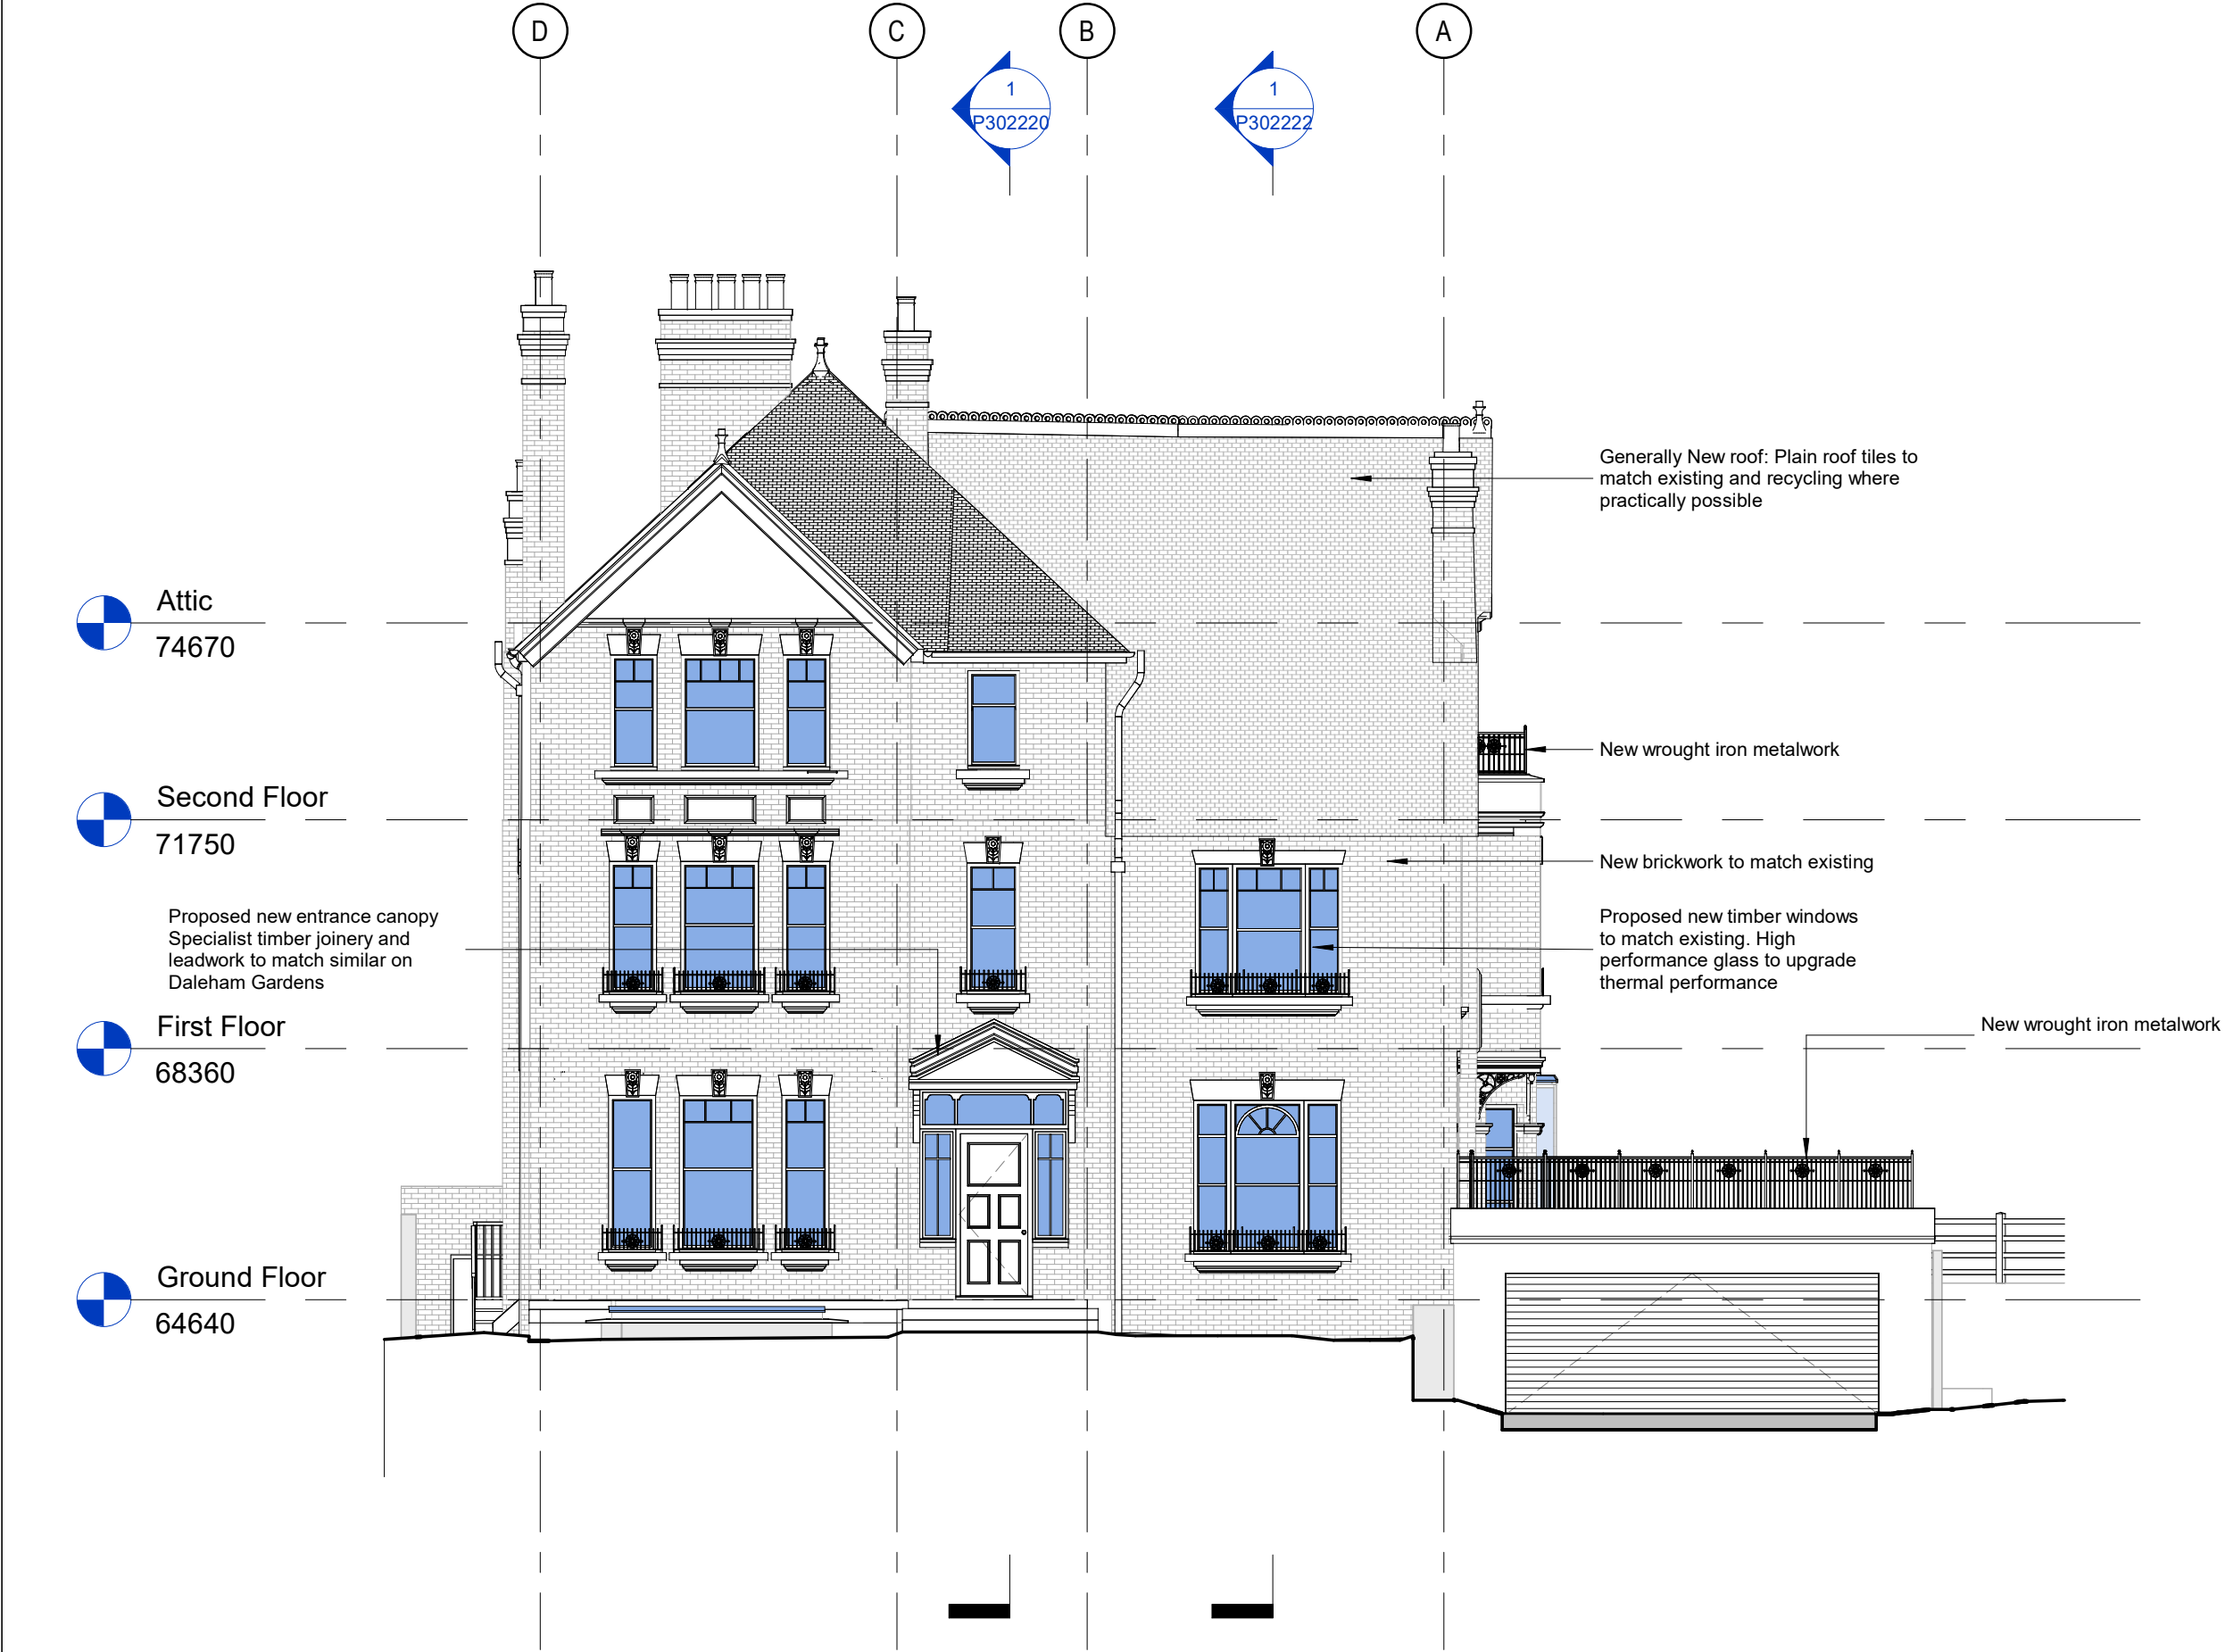 D
C
B
A
1
P302220
1
P302222
Generally New roof: Plain roof tiles to
match existing and recycling where
practically possible
Attic
74670
New wrought iron metalwork
Second Floor
71750
New brickwork to match existing
Proposed new entrance canopy
Specialist timber joinery and
leadwork to match similar on
Daleham Gardens
Proposed new timber windows
to match existing. High
performance glass to upgrade
thermal performance
First Floor
68360
New wrought iron metalwork
Ground Floor
64640